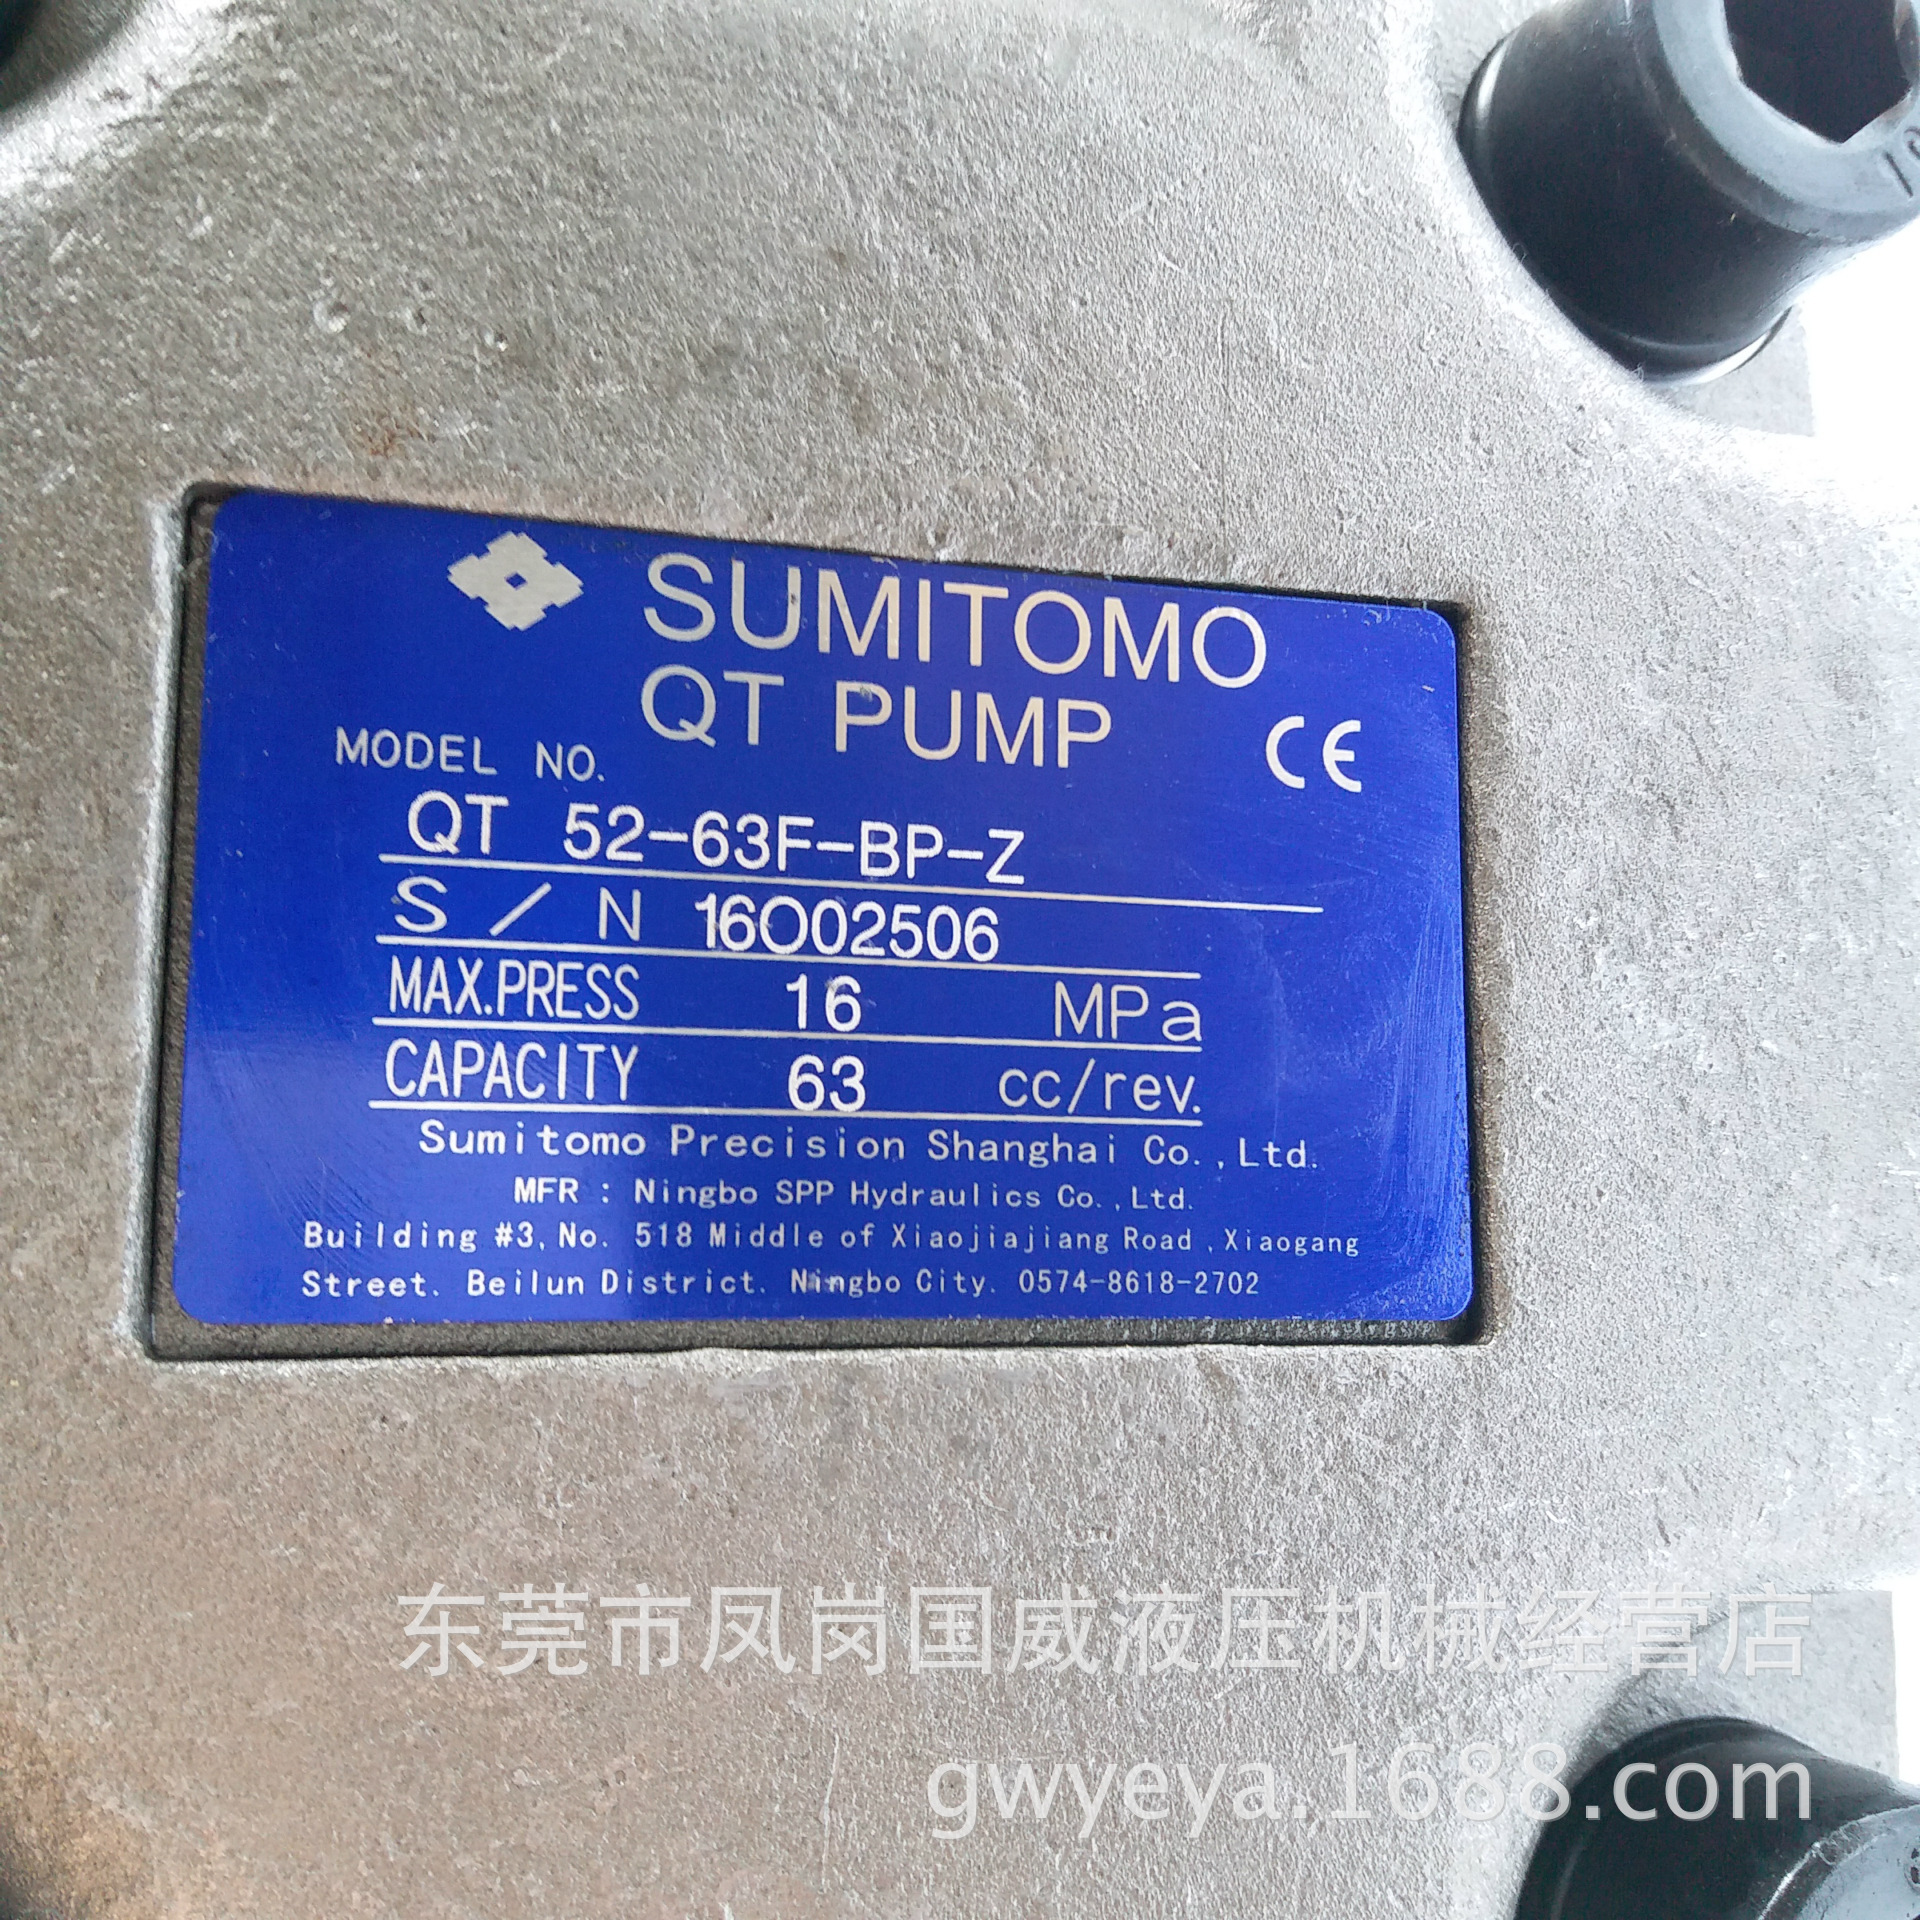 SUMITOMO
QT PUMP
CE
MODEL NO.
QT 52-63F-BP-Z
S / N 16002506
MAX.PRESS 16 MPa
CAPACITY 63 cc/rev.
Sumitomo Precision Shanghai Co.,Ltd.
MFR : Ningbo SPP Hydraulics Co.,Ltd.
Building #3,No. 518 Middle of Xiaojiajiang Road ,Xiaogang
Street. Beilun District. Ningbo City. 0574-8618-2702
东莞市凤岗国威液压机械经营店
gwyeya.1688.com